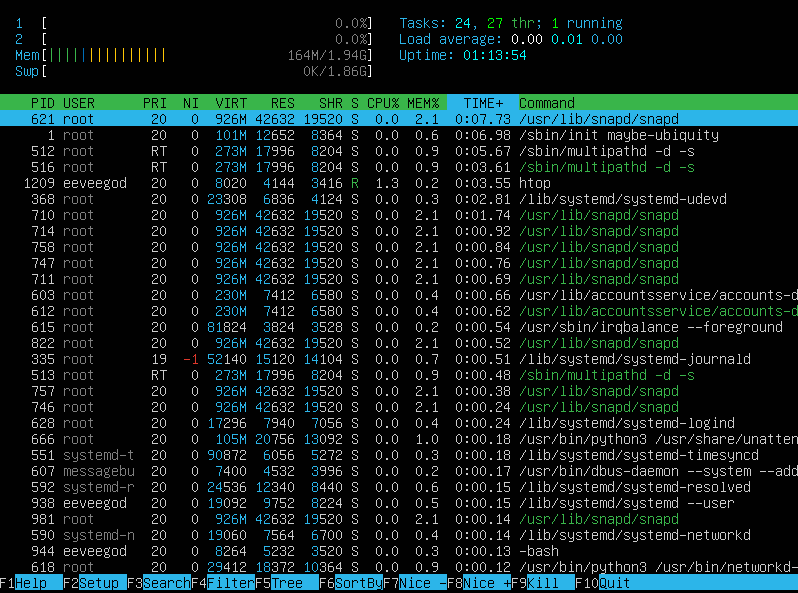 1 [ 0.0%] Tasks: 24, 27 thr; 1 running
2 [ 0.0%] Load average: 0.00 0.01 0.00
Mem[||||||||||||||| 164M/1.94G] Uptime: 01:13:54
Swp[ 0K/1.86G]
PID USER PRI NI VIRT RES SHR S CPU% MEM% TIME+ Command
621 root 20 0 926M 42632 19520 S 0.0 2.1 0:07.73 /usr/lib/snapd/snapd
1 root 20 0 101M 12652 8364 S 0.0 0.6 0:06.98 /sbin/init maybe-ubiquity
512 root RT 0 273M 17996 8204 S 0.0 0.9 0:05.67 /sbin/multipathd -d -s
516 root RT 0 273M 17996 8204 S 0.0 0.9 0:03.61 /sbin/multipathd -d -s
1209 eeveegod 20 0 8020 4144 3416 R 1.3 0.2 0:03.55 htop
368 root 20 0 23308 6836 4124 S 0.0 0.3 0:02.81 /lib/systemd/systemd-udevd
710 root 20 0 926M 42632 19520 S 0.0 2.1 0:01.74 /usr/lib/snapd/snapd
714 root 20 0 926M 42632 19520 S 0.0 2.1 0:00.92 /usr/lib/snapd/snapd
758 root 20 0 926M 42632 19520 S 0.0 2.1 0:00.84 /usr/lib/snapd/snapd
747 root 20 0 926M 42632 19520 S 0.0 2.1 0:00.76 /usr/lib/snapd/snapd
711 root 20 0 926M 42632 19520 S 0.0 2.1 0:00.69 /usr/lib/snapd/snapd
603 root 20 0 230M 7412 6580 S 0.0 0.4 0:00.66 /usr/lib/accountsservice/accounts-d
612 root 20 0 230M 7412 6580 S 0.0 0.4 0:00.62 /usr/lib/accountsservice/accounts-d
615 root 20 0 81824 3824 3528 S 0.0 0.2 0:00.54 /usr/sbin/irqbalance --foreground
822 root 20 0 926M 42632 19520 S 0.0 2.1 0:00.52 /usr/lib/snapd/snapd
335 root 19 -1 52140 15120 14104 S 0.0 0.7 0:00.51 /lib/systemd/systemd-journald
513 root RT 0 273M 17996 8204 S 0.0 0.9 0:00.48 /sbin/multipathd -d -s
757 root 20 0 926M 42632 19520 S 0.0 2.1 0:00.38 /usr/lib/snapd/snapd
746 root 20 0 926M 42632 19520 S 0.0 2.1 0:00.24 /usr/lib/snapd/snapd
628 root 20 0 17296 7940 7056 S 0.0 0.4 0:00.24 /lib/systemd/systemd-logind
666 root 20 0 105M 20756 13092 S 0.0 1.0 0:00.18 /usr/bin/python3 /usr/share/unatten
551 systemd-t 20 0 90872 6056 5272 S 0.0 0.3 0:00.18 /lib/systemd/systemd-timesyncd
607 messagebu 20 0 7400 4532 3996 S 0.0 0.2 0:00.17 /usr/bin/dbus-daemon --system --add
592 systemd-r 20 0 24536 12340 8440 S 0.0 0.6 0:00.15 /lib/systemd/systemd-resolved
938 eeveegod 20 0 19092 9752 8224 S 0.0 0.5 0:00.15 /lib/systemd/systemd --user
981 root 20 0 926M 42632 19520 S 0.0 2.1 0:00.14 /usr/lib/snapd/snapd
590 systemd-n 20 0 19060 7564 6700 S 0.0 0.4 0:00.14 /lib/systemd/systemd-networkd
944 eeveegod 20 0 8264 5232 3520 S 0.0 0.3 0:00.13 -bash
618 root 20 0 29412 18372 10364 S 0.0 0.9 0:00.12 /usr/bin/python3 /usr/bin/networkd-
F1Help F2Setup F3SearchF4FilterF5Tree F6SortByF7Nice -F8Nice +F9Kill F10Quit